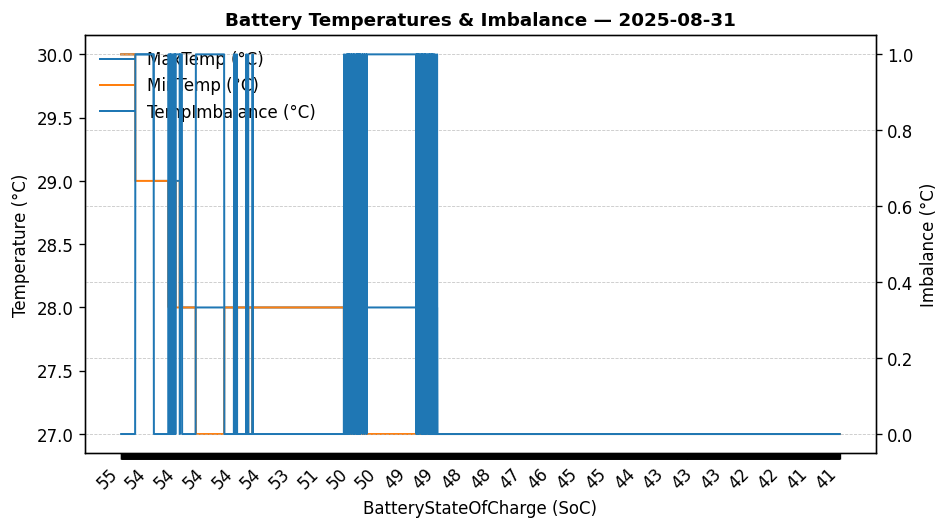 Battery Temperatures & Imbalance — 2025-08-31
MaxTemp (°C)
MinTemp (°C)
TempImbalance (°C)
Temperature (°C)
30.0
29.5
29.0
28.5
28.0
27.5
27.0
Imbalance (°C)
1.0
0.8
0.6
0.4
0.2
0.0
55 54 54 54 54 54 53 51 50 50 49 49 48 48 47 46 45 45 44 43 43 42 42 41 41
BatteryStateOfCharge (SoC)